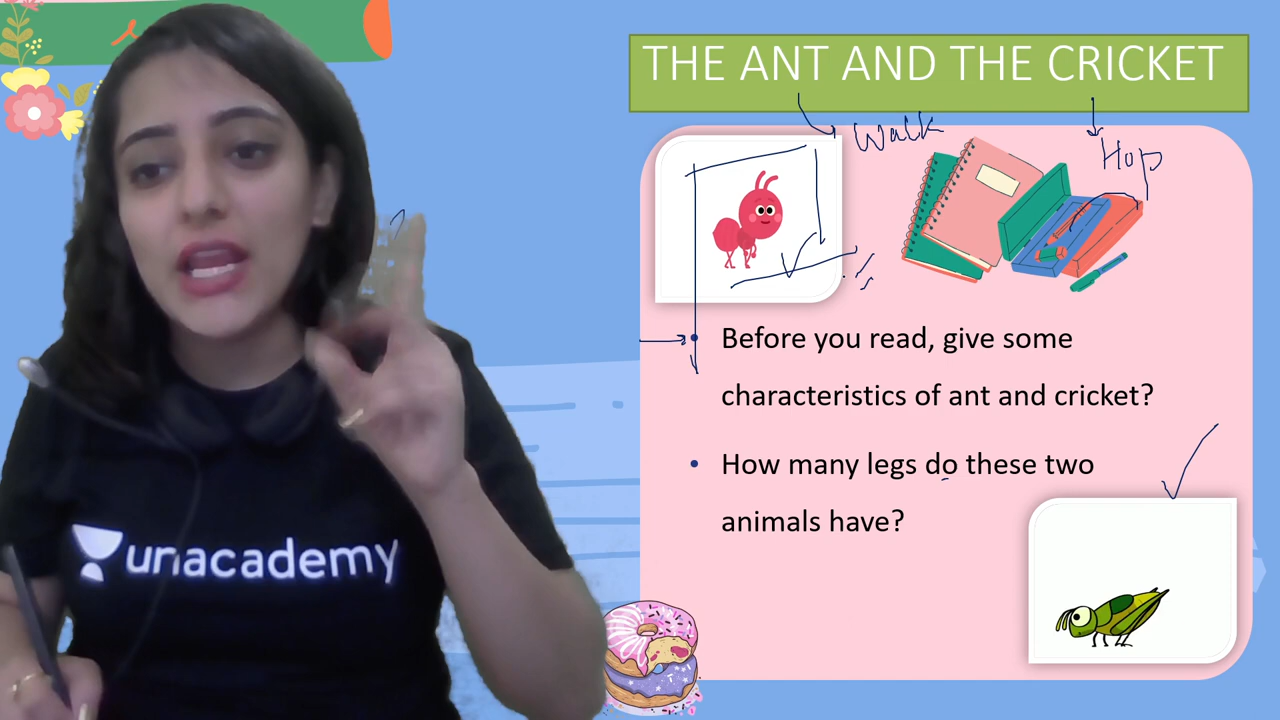 THE ANT AND THE CRICKET
Walk
Hop
• Before you read, give some
characteristics of ant and cricket?
• How many legs do these two
animals have?
unacademy